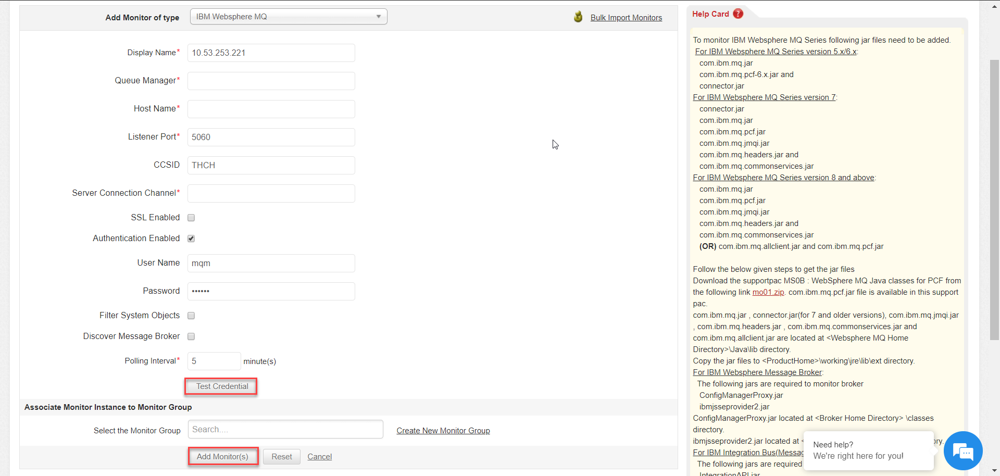 Add Monitor of type
IBM Websphere MQ
Bulk Import Monitors
Display Name*
10.53.253.221
Queue Manager*
Host Name*
Listener Port*
5060
CCSID
THCH
Server Connection Channel*
SSL Enabled
Authentication Enabled
User Name
mqm
Password
••••••
Filter System Objects
Discover Message Broker
Polling Interval*
5
minute(s)
Test Credential
Associate Monitor Instance to Monitor Group
Select the Monitor Group
Search....
Create New Monitor Group
Add Monitor(s)
Reset
Cancel
Help Card ?
To monitor IBM Websphere MQ Series following jar files need to be added.
For IBM Websphere MQ Series version 5.x/6.x:
com.ibm.mq.jar
com.ibm.mq.pcf-6.x.jar and
connector.jar
For IBM Websphere MQ Series version 7:
connector.jar
com.ibm.mq.jar
com.ibm.mq.pcf.jar
com.ibm.mq.jmqi.jar
com.ibm.mq.headers.jar and
com.ibm.mq.commonservices.jar
For IBM Websphere MQ Series version 8 and above:
com.ibm.mq.jar
com.ibm.mq.pcf.jar
com.ibm.mq.jmqi.jar
com.ibm.mq.headers.jar and
com.ibm.mq.commonservices.jar
(OR) com.ibm.mq.allclient.jar and com.ibm.mq.pcf.jar
Follow the below given steps to get the jar files
Download the supportpac MS0B : WebSphere MQ Java classes for PCF from
the following link mo01.zip. com.ibm.mq.pcf.jar file is available in this support
pac.
com.ibm.mq.jar , connector.jar(for 7 and older versions), com.ibm.mq.jmqi.jar
, com.ibm.mq.headers.jar , com.ibm.mq.commonservices.jar and
com.ibm.mq.allclient.jar are located at <Websphere MQ Home
Directory>\Java\lib directory.
Copy the jar files to <ProductHome>\working\jre\lib\ext directory.
For IBM Websphere Message Broker:
The following jars are required to monitor broker
ConfigManagerProxy.jar
ibmjsseprovider2.jar
ConfigManagerProxy.jar located at <Broker Home Directory> \classes
directory.
ibmjsseprovider2.jar located at
For IBM Integration Bus(Messag
The following jars are required
IntegrationAPI.jar
Need help?
We're right here for you!